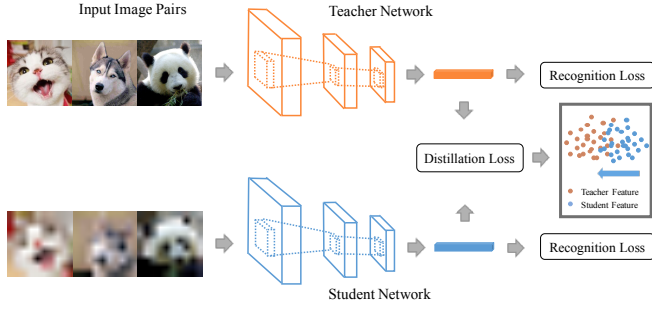 Input Image Pairs
Teacher Network
Recognition Loss
Distillation Loss
Teacher Feature
Student Feature
Recognition Loss
Student Network